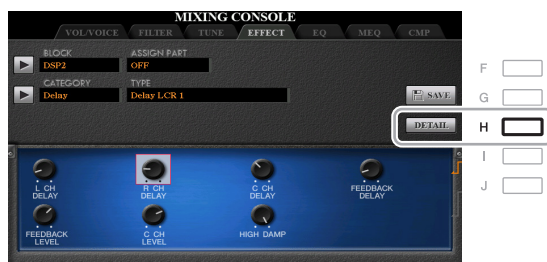 MIXING CONSOLE
VOL/VOICE FILTER TUNE EFFECT EQ MEQ CMP
BLOCK ASSIGN PART
DSP2 OFF
CATEGORY TYPE
Delay Delay LCR 1
SAVE
DETAIL
F
G
H
I
J
L CH DELAY
R CH DELAY
C CH DELAY
FEEDBACK DELAY
FEEDBACK LEVEL
C CH LEVEL
HIGH DAMP